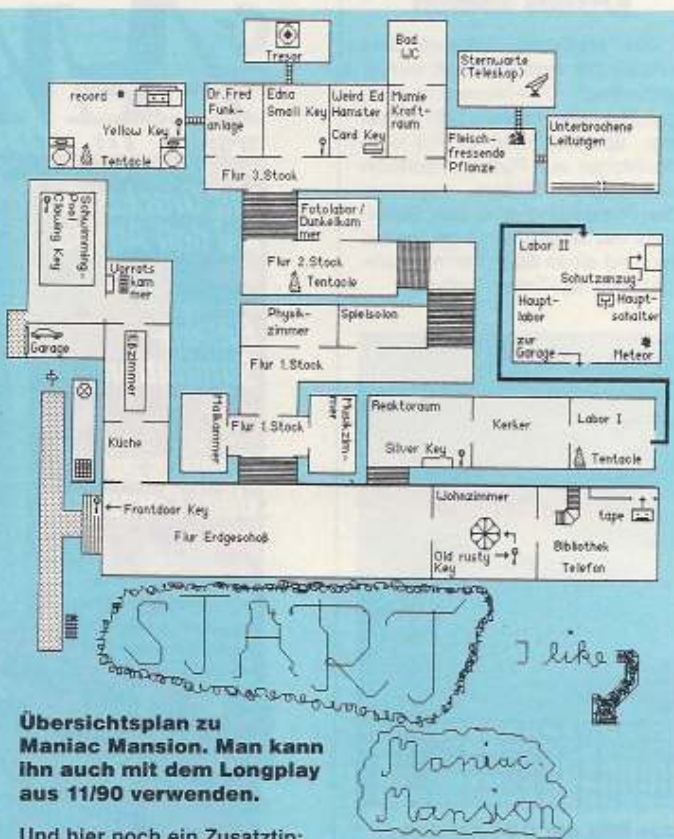 Tresor
Bad
WC
Sternwarte
(Teleskop)
record
Yellow Key
Tentacle
Dr.Fred
Funk-
anlage
Edna
Small Key
Weird Ed
Hamster
Card Key
Mumie
Kraft-
raum
Fleisch-
fressende
Pflanze
Unterbrochene
Leitungen
Flur 3.Stock
Swimming-
Pool
Glowing Key
Fotolabor/
Dunkelkam
mer
Flur 2.Stock
Tentacle
Labor II
Schutzanzug
Haupt-
labor
Haupt-
schalter
zur
Garage
Meteor
Vorrats
kam
mer
Garage
Eßzimmer
Physik-
zimmer
Spielsalon
Flur 1.Stock
Malkammer
Flur 1.Stock
Musikzim-
mer
Reaktoraum
Silver Key
Kerker
Labor I
Tentacle
Küche
Frontdoor Key
Flur Erdgeschoß
Wohnzimmer
Old rusty
Key
tape
Bibliothek
Telefon
START
I like
Maniac
Mansion
Übersichtsplan zu
Maniac Mansion. Man kann
ihn auch mit dem Longplay
aus 11/90 verwenden.
Und hier noch ein Zusatztip: